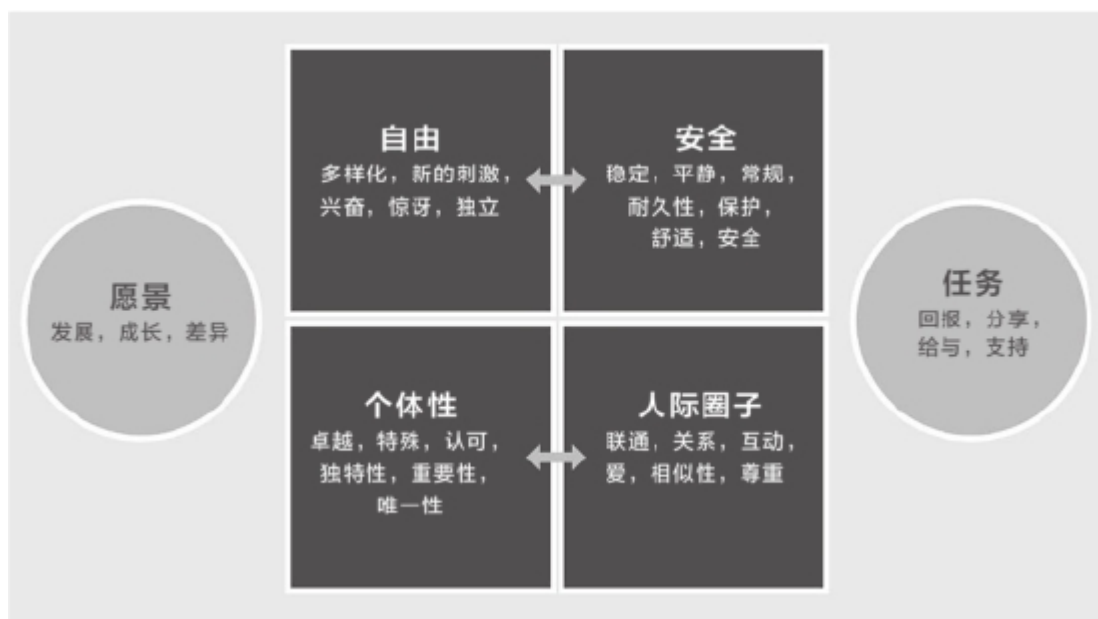 愿景
发展，成长，差异
自由
多样化，新的刺激，
兴奋，惊讶，独立
安全
稳定，平静，常规，
耐久性，保护，
舒适，安全
个体性
卓越，特殊，认可，
独特性，重要性，
唯一性
人际圈子
联通，关系，互动，
爱，相似性，尊重
任务
回报，分享，
给与，支持